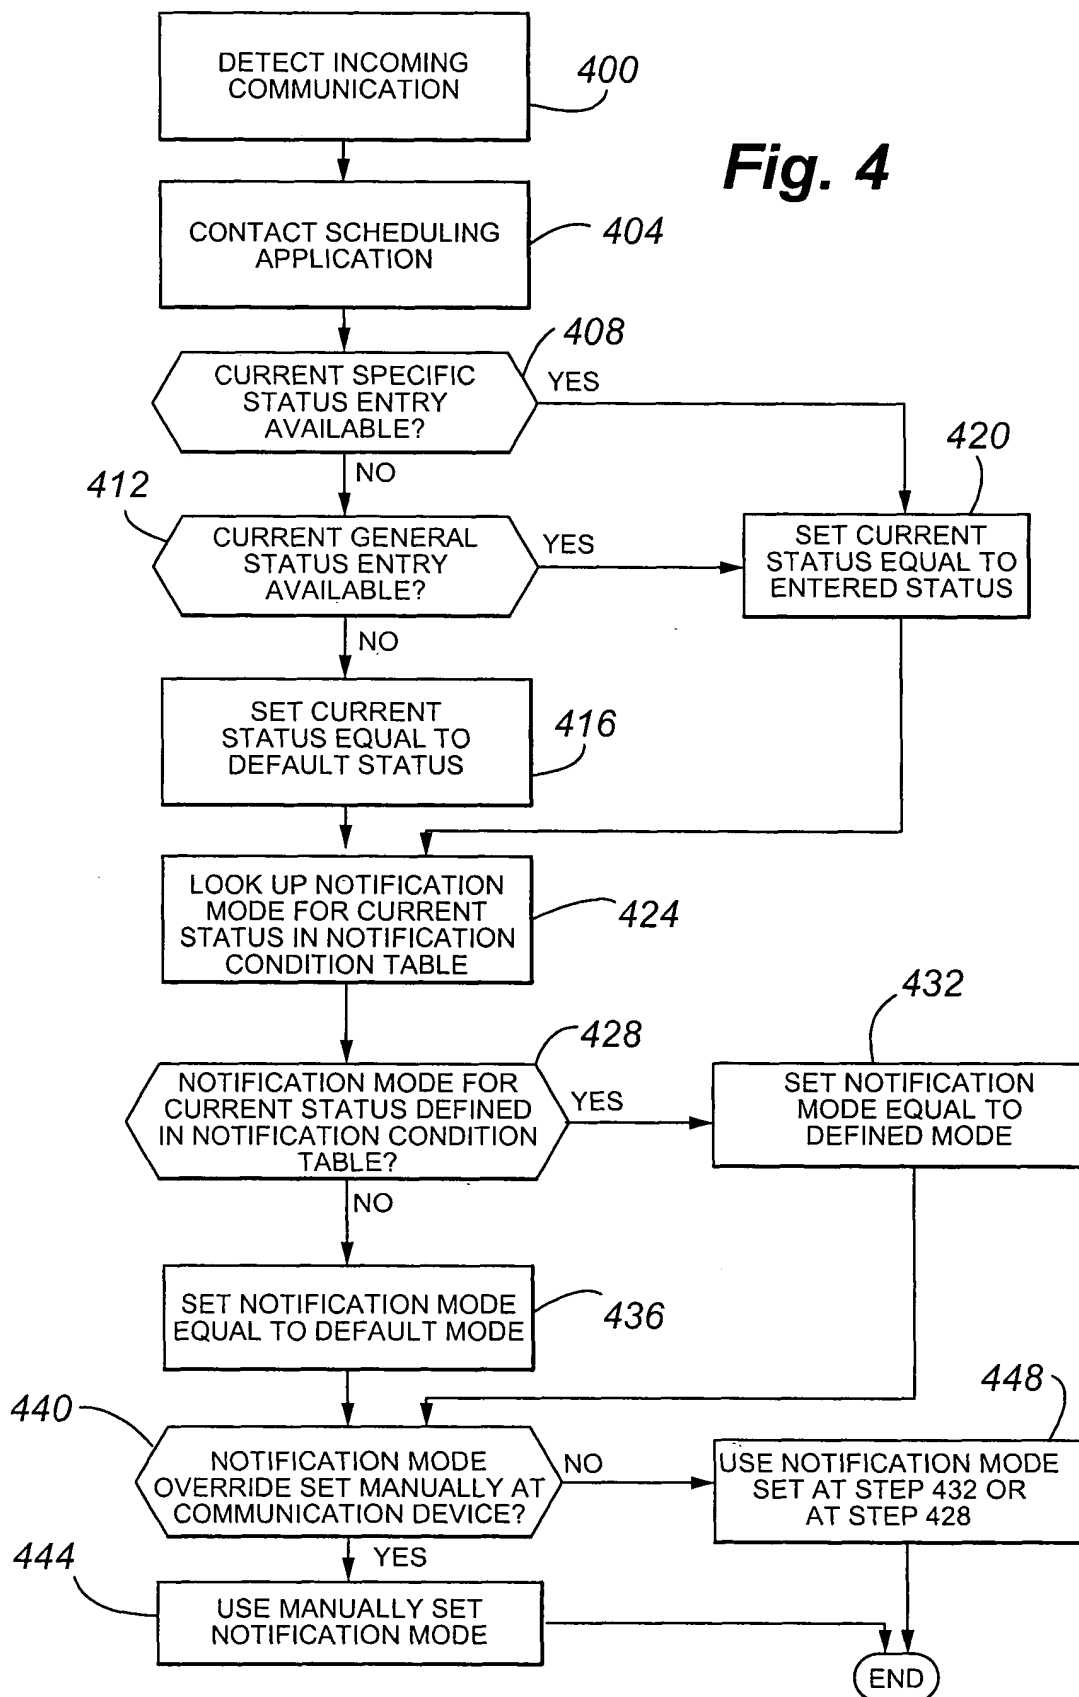 DETECT INCOMING
COMMUNICATION
400
Fig. 4
CONTACT SCHEDULING
APPLICATION
404
408
CURRENT SPECIFIC
STATUS ENTRY
AVAILABLE?
YES
NO
412
CURRENT GENERAL
STATUS ENTRY
AVAILABLE?
YES
420
SET CURRENT
STATUS EQUAL TO
ENTERED STATUS
NO
SET CURRENT
STATUS EQUAL TO
DEFAULT STATUS
416
LOOK UP NOTIFICATION
MODE FOR CURRENT
STATUS IN NOTIFICATION
CONDITION TABLE
424
428
NOTIFICATION MODE FOR
CURRENT STATUS DEFINED
IN NOTIFICATION CONDITION
TABLE?
YES
432
SET NOTIFICATION
MODE EQUAL TO
DEFINED MODE
NO
SET NOTIFICATION MODE
EQUAL TO DEFAULT MODE
436
440
NOTIFICATION MODE
OVERRIDE SET MANUALLY AT
COMMUNICATION DEVICE?
NO
448
USE NOTIFICATION MODE
SET AT STEP 432 OR
AT STEP 428
YES
444
USE MANUALLY SET
NOTIFICATION MODE
END